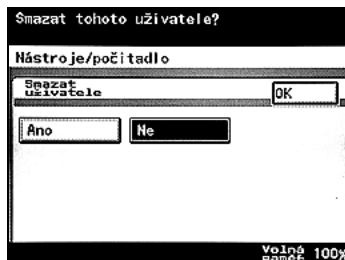 Smazat tohoto uživatele?
Nástroje/počitadlo
Smazat
uživatele
OK
Ano
Ne
Volná
paměť 100%